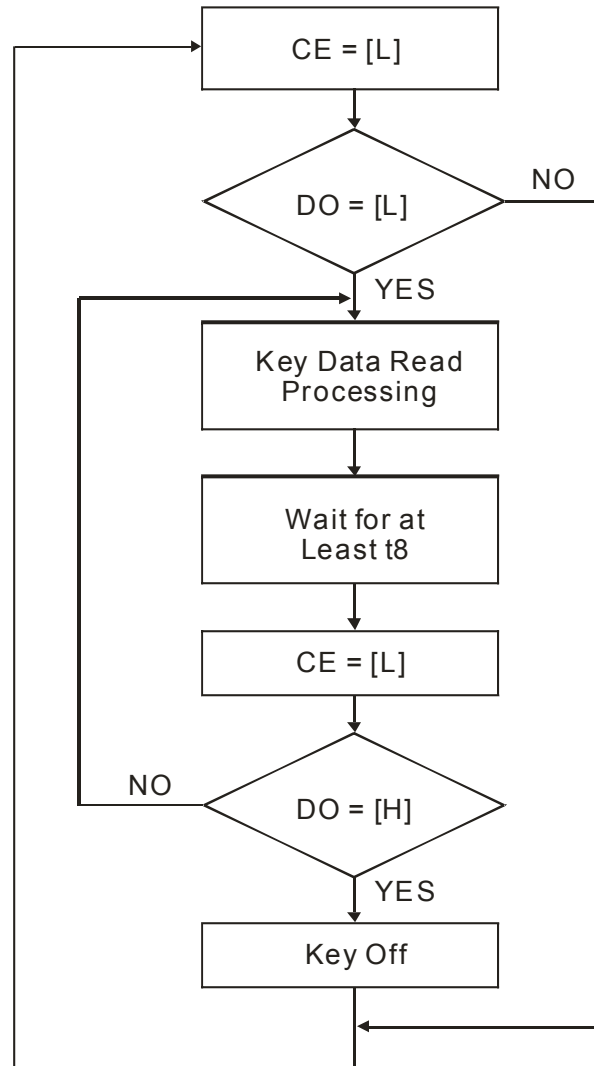 CE = [L]
DO = [L]
NO
YES
Key Data Read
Processing
Wait for at
Least t8
CE = [L]
NO
DO = [H]
YES
Key Off